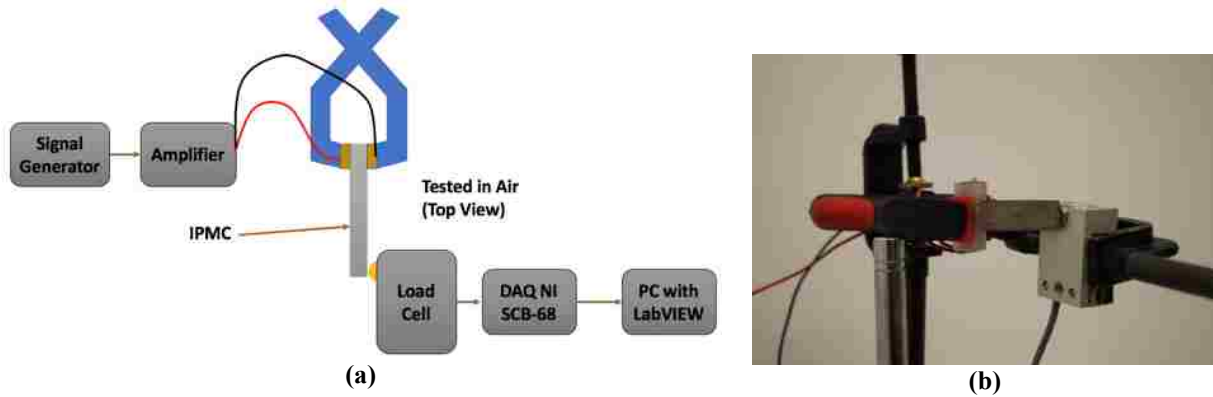 Signal
Generator
Amplifier
Tested in Air
(Top View)
IPMC
Load
Cell
DAQ NI
SCB-68
PC with
LabVIEW
(a)
(b)